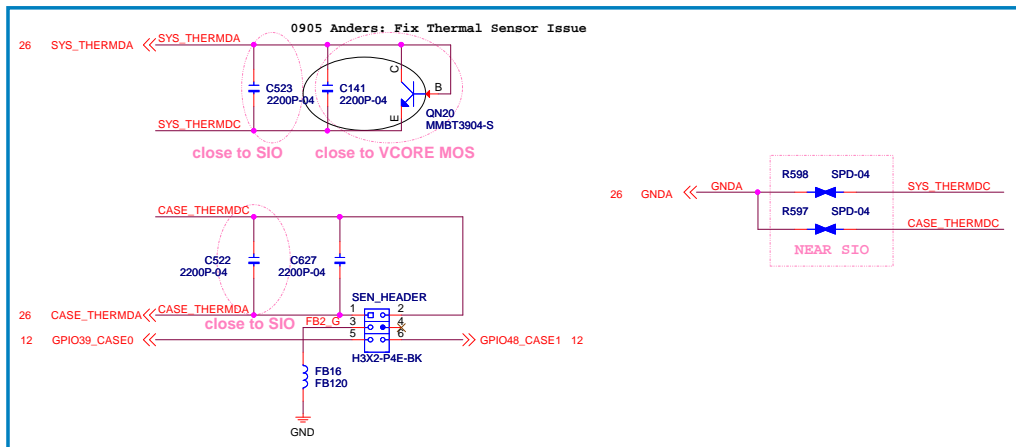 0905 Anders: Fix Thermal Sensor Issue
26 SYS_THERMDA SYS_THERMDA
C523
2200P-04
C141
2200P-04
C
B
E
QN20
MMBT3904-S
SYS_THERMDC
close to SIO
close to VCORE MOS
R598 SPD-04
26 GNDA GNDA
SYS_THERMDC
R597 SPD-04
CASE_THERMDC
NEAR SIO
CASE_THERMDC
C522
2200P-04
C627
2200P-04
SEN_HEADER
26 CASE_THERMDA CASE_THERMDA
1 2
close to SIO
FB2_G 3 4
12 GPIO39_CASE0 5 6 GPIO48_CASE1 12
H3X2-P4E-BK
FB16
FB120
GND